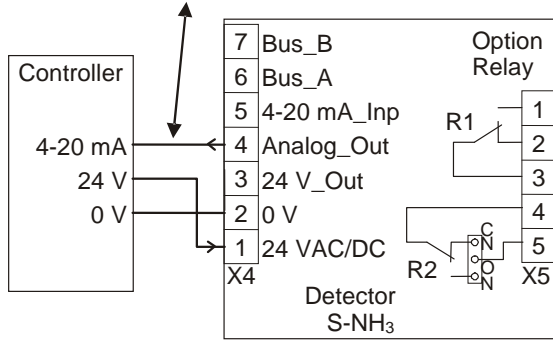 Controller
4-20 mA
24 V
0 V
7 Bus_B
6 Bus_A
5 4-20 mA_Inp
4 Analog_Out
3 24 V_Out
2 0 V
1 24 VAC/DC
X4
Option
Relay
R1
1
2
3
4
5
X5
R2
C
N
O
N
Detector
S-NH₃